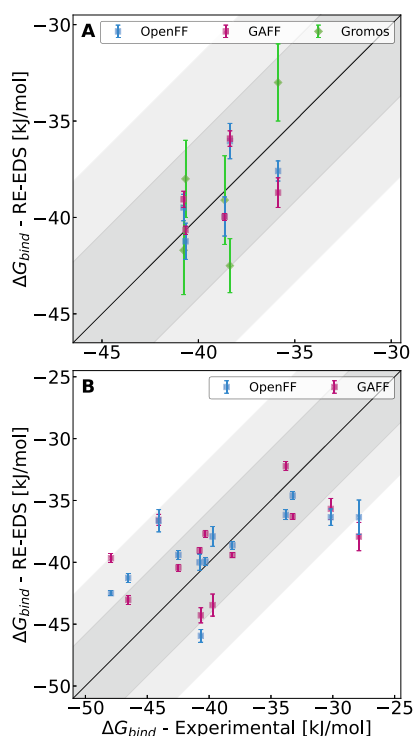 A
OpenFF GAFF Gromos
−30
−35
−40
−45
ΔG_bind - RE-EDS [kJ/mol]
−45 −40 −35 −30
B
OpenFF GAFF
−25
−30
−35
−40
−45
−50
ΔG_bind - RE-EDS [kJ/mol]
−50 −45 −40 −35 −30 −25
ΔG_bind - Experimental [kJ/mol]